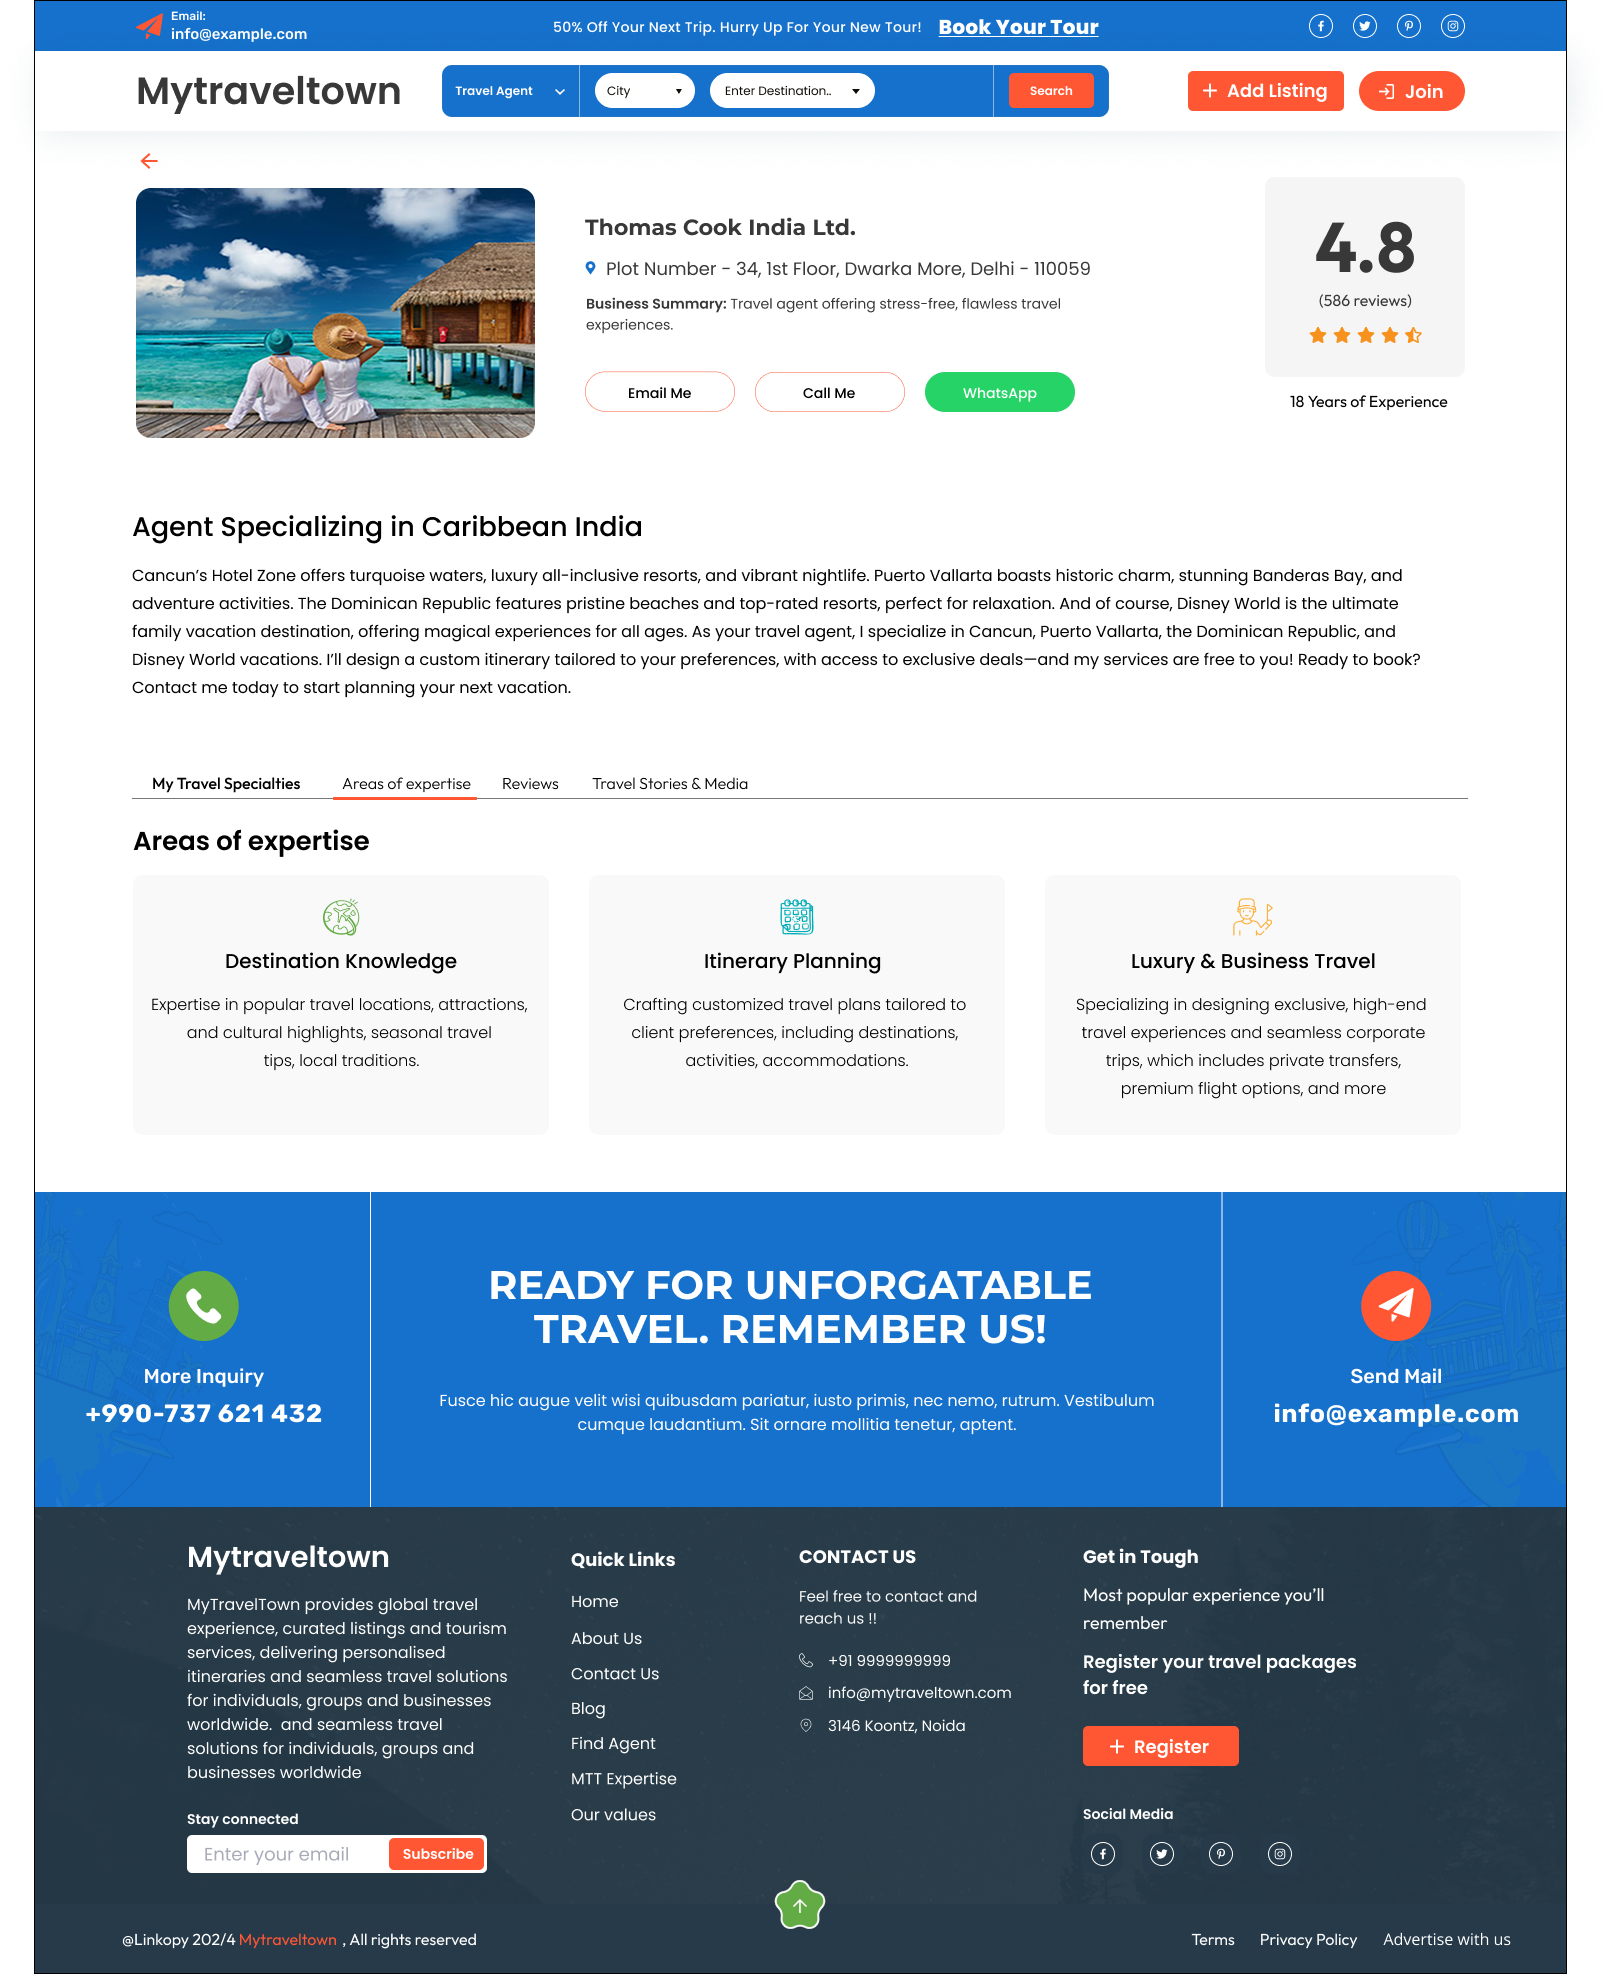 Email:
info@example.com
50% Off Your Next Trip. Hurry Up For Your New Tour!
Book Your Tour
Mytraveltown
Travel Agent
City
Enter Destination..
Search
Add Listing
Join
Thomas Cook India Ltd.
Plot Number - 34, 1st Floor, Dwarka More, Delhi - 110059
Business Summary: Travel agent offering stress-free, flawless travel
experiences.
Email Me
Call Me
WhatsApp
4.8
(586 reviews)
18 Years of Experience
Agent Specializing in Caribbean India
Cancun’s Hotel Zone offers turquoise waters, luxury all-inclusive resorts, and vibrant nightlife. Puerto Vallarta boasts historic charm, stunning Banderas Bay, and
adventure activities. The Dominican Republic features pristine beaches and top-rated resorts, perfect for relaxation. And of course, Disney World is the ultimate
family vacation destination, offering magical experiences for all ages. As your travel agent, I specialize in Cancun, Puerto Vallarta, the Dominican Republic, and
Disney World vacations. I’ll design a custom itinerary tailored to your preferences, with access to exclusive deals—and my services are free to you! Ready to book?
Contact me today to start planning your next vacation.
My Travel Specialties
Areas of expertise
Reviews
Travel Stories & Media
Areas of expertise
Destination Knowledge
Expertise in popular travel locations, attractions,
and cultural highlights, seasonal travel
tips, local traditions.
Itinerary Planning
Crafting customized travel plans tailored to
client preferences, including destinations,
activities, accommodations.
Luxury & Business Travel
Specializing in designing exclusive, high-end
travel experiences and seamless corporate
trips, which includes private transfers,
premium flight options, and more
More Inquiry
+990-737 621 432
READY FOR UNFORGATABLE
TRAVEL. REMEMBER US!
Fusce hic augue velit wisi quibusdam pariatur, iusto primis, nec nemo, rutrum. Vestibulum
cumque laudantium. Sit ornare mollitia tenetur, aptent.
Send Mail
info@example.com
Mytraveltown
MyTravelTown provides global travel
experience, curated listings and tourism
services, delivering personalised
itineraries and seamless travel solutions
for individuals, groups and businesses
worldwide.  and seamless travel
solutions for individuals, groups and
businesses worldwide
Stay connected
Enter your email
Subscribe
Quick Links
Home
About Us
Contact Us
Blog
Find Agent
MTT Expertise
Our values
CONTACT US
Feel free to contact and
reach us !!
+91 9999999999
info@mytraveltown.com
3146 Koontz, Noida
Get in Tough
Most popular experience you’ll
remember
Register your travel packages
for free
Register
Social Media
@Linkopy 202/4 Mytraveltown , All rights reserved
Terms
Privacy Policy
Advertise with us